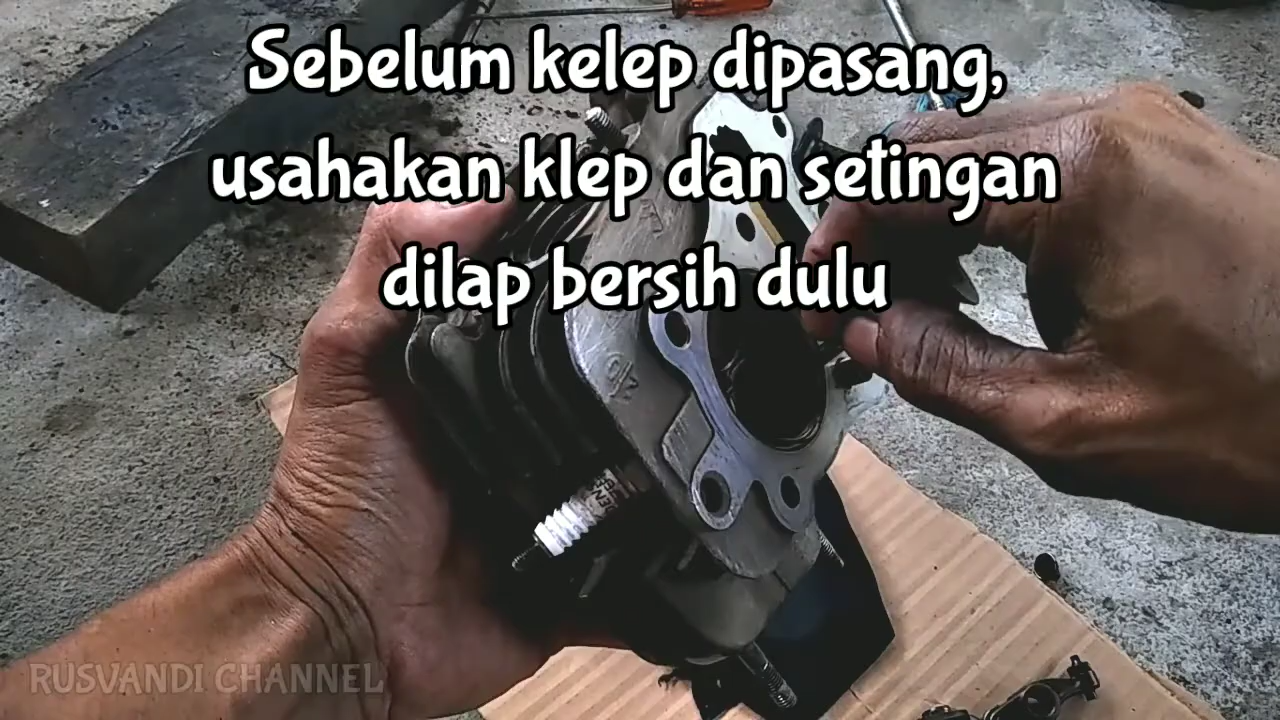 Sebelum kelep dipasang,
usahakan klep dan setingan
dilap bersih dulu
RUSVANDI CHANNEL